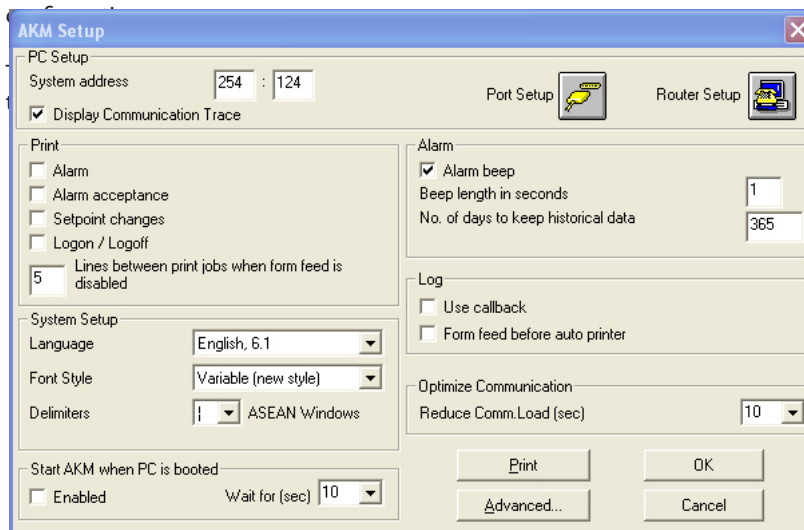 AKM Setup
PC Setup
System address 254 : 124
Port Setup
Router Setup
Display Communication Trace
Print
Alarm
Alarm acceptance
Setpoint changes
Logon / Logoff
5 Lines between print jobs when form feed is
disabled
Alarm
Alarm beep
Beep length in seconds 1
No. of days to keep historical data 365
Log
Use callback
Form feed before auto printer
System Setup
Language English, 6.1
Font Style Variable (new style)
Delimiters ¦ ASEAN Windows
Optimize Communication
Reduce Comm.Load (sec) 10
Start AKM when PC is booted
Enabled Wait for (sec) 10
Print
OK
Advanced...
Cancel